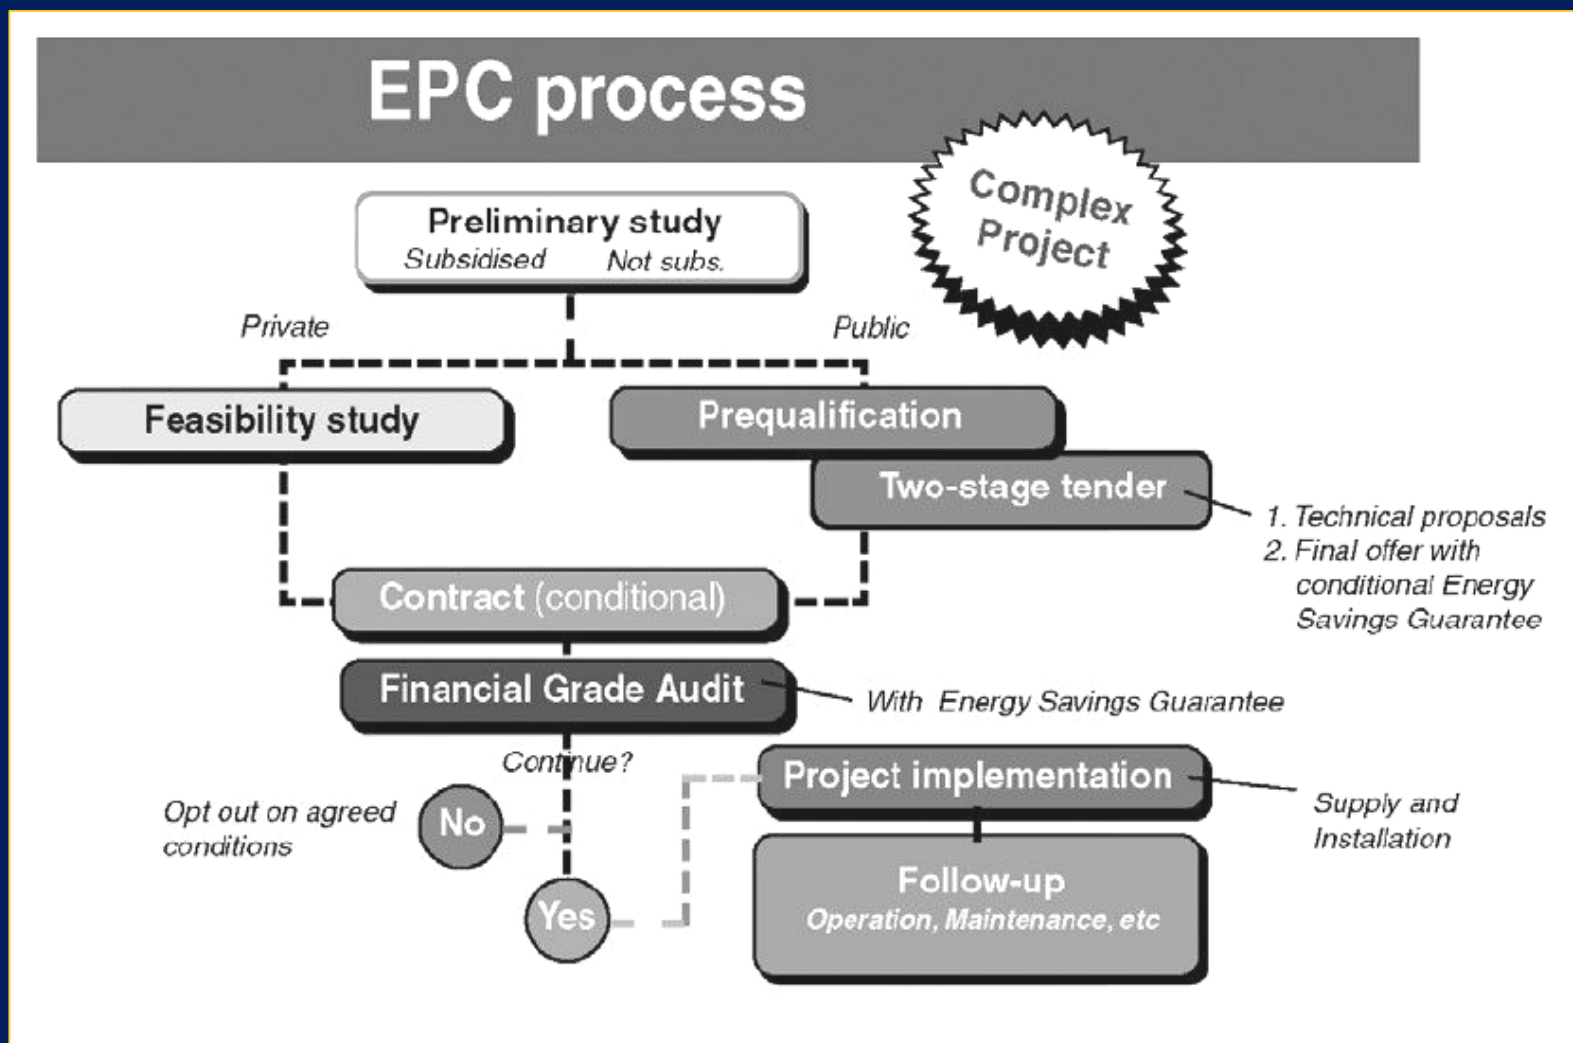 EPC process
Complex
Project
Preliminary study
Subsidised Not subs.
Private
Public
Feasibility study
Prequalification
Two-stage tender
1. Technical proposals
2. Final offer with
conditional Energy
Savings Guarantee
Contract (conditional)
Financial Grade Audit
With Energy Savings Guarantee
Continue?
Project implementation
Supply and
Installation
Opt out on agreed
conditions
No
Yes
Follow-up
Operation, Maintenance, etc